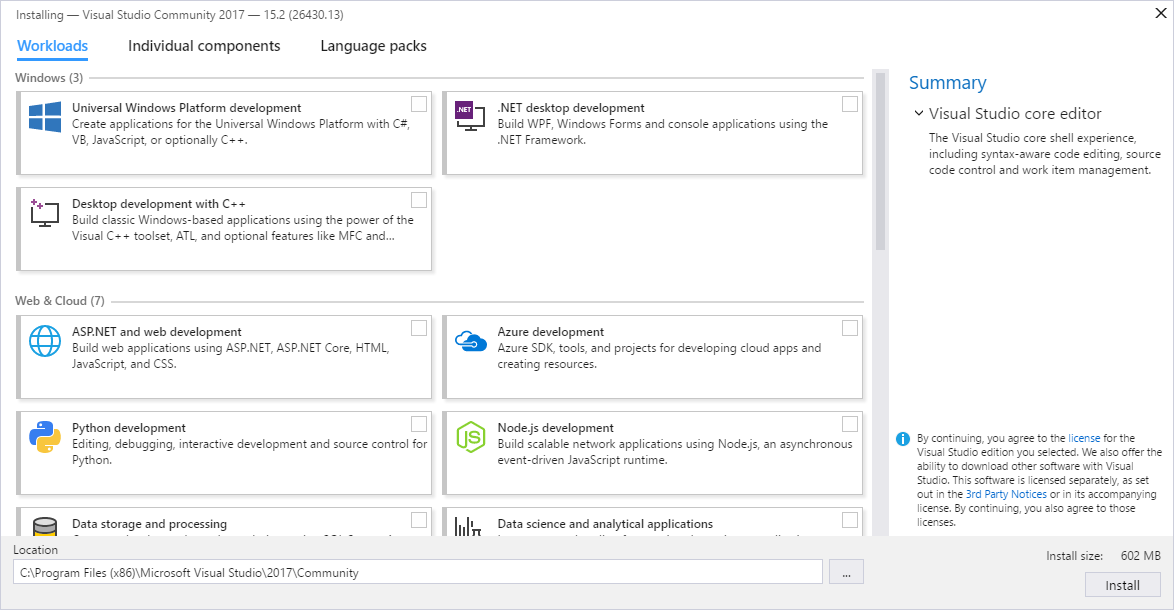 Installing — Visual Studio Community 2017 — 15.2 (26430.13)
Workloads
Individual components
Language packs
Windows (3)
Universal Windows Platform development
Create applications for the Universal Windows Platform with C#,
VB, JavaScript, or optionally C++.
.NET
.NET desktop development
Build WPF, Windows Forms and console applications using the
.NET Framework.
Desktop development with C++
Build classic Windows-based applications using the power of the
Visual C++ toolset, ATL, and optional features like MFC and...
Web & Cloud (7)
ASP.NET and web development
Build web applications using ASP.NET, ASP.NET Core, HTML,
JavaScript, and CSS.
Azure development
Azure SDK, tools, and projects for developing cloud apps and
creating resources.
Python development
Editing, debugging, interactive development and source control for
Python.
JS
Node.js development
Build scalable network applications using Node.js, an asynchronous
event-driven JavaScript runtime.
Data storage and processing
Data science and analytical applications
Summary
Visual Studio core editor
The Visual Studio core shell experience,
including syntax-aware code editing, source
code control and work item management.
By continuing, you agree to the license for the
Visual Studio edition you selected. We also offer the
ability to download other software with Visual
Studio. This software is licensed separately, as set
out in the 3rd Party Notices or in its accompanying
license. By continuing, you also agree to those
licenses.
Location
C:\Program Files (x86)\Microsoft Visual Studio\2017\Community
...
Install size: 602 MB
Install